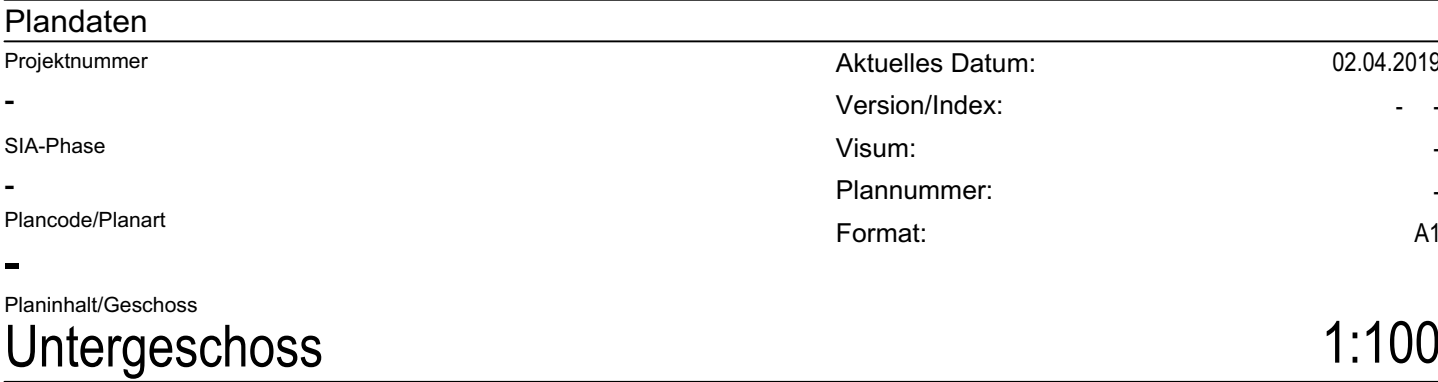 Plandaten
Projektnummer
-
SIA-Phase
-
Plancode/Planart
-
Planinhalt/Geschoss
Untergeschoss
Aktuelles Datum: 02.04.2019
Version/Index: - -
Visum: -
Plannummer: -
Format: A1
1:100